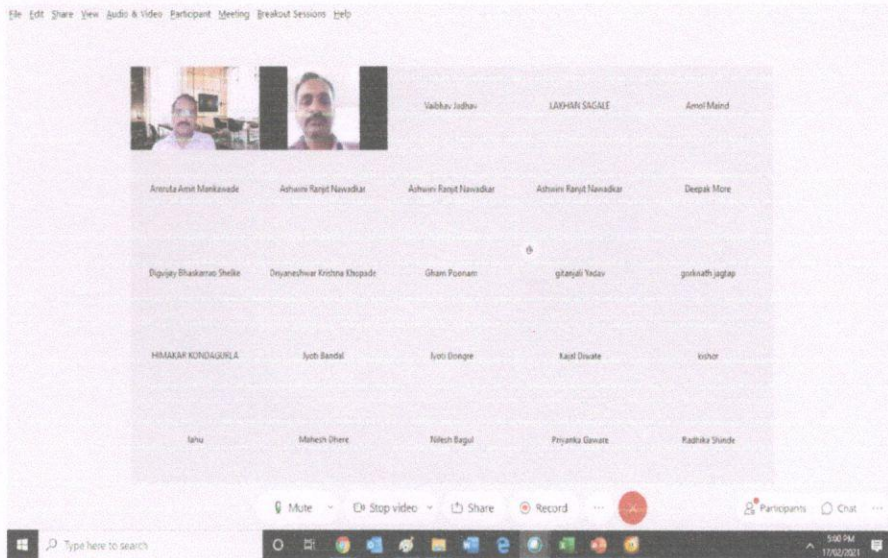 File Edit Share View Audio & Video Participant Meeting Breakout Sessions Help
Vaibhav Jadhav LAKHAN SAGALE Amol Maind
Amruta Amin Mankawade Ashwini Ranjit Nawadkar Ashwini Ranjit Nawadkar Ashwini Ranjit Nawadkar Deepak More
Digvijay Bhaskarrao Shelke Dnyaneshwar Krishna Khopade Gham Poonam gitanjali Yadav gorknath jagtap
HIMAKAR KONDAGURLA Jyoti Bandal Jyoti Dongre Kajal Divate kishor
lahu Mahesh Dhere Nilesh Bagul Priyanka Gaware Radhika Shinde
Mute Stop video Share Record Participants Chat
Type here to search 5:00 PM
17/02/2021